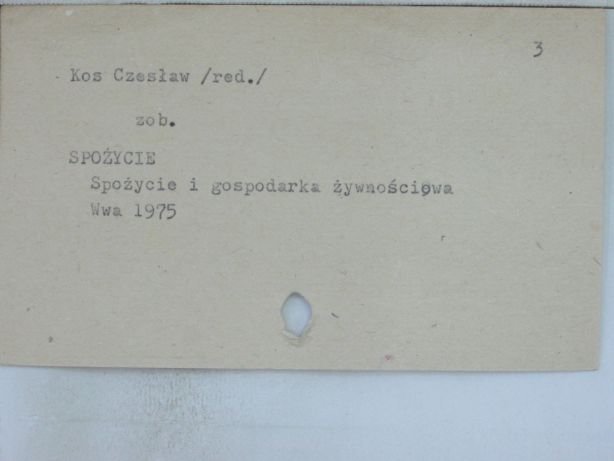 3
Kos Czesław /red./
zob.
SPOŻYCIE
Spożycie i gospodarka żywnościowa
Wwa 1975